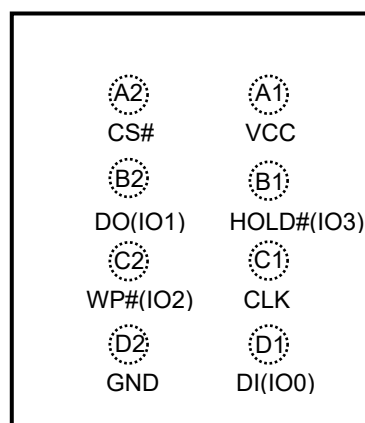 A2 A1
CS# VCC
B2 B1
DO(IO1) HOLD#(IO3)
C2 C1
WP#(IO2) CLK
D2 D1
GND DI(IO0)